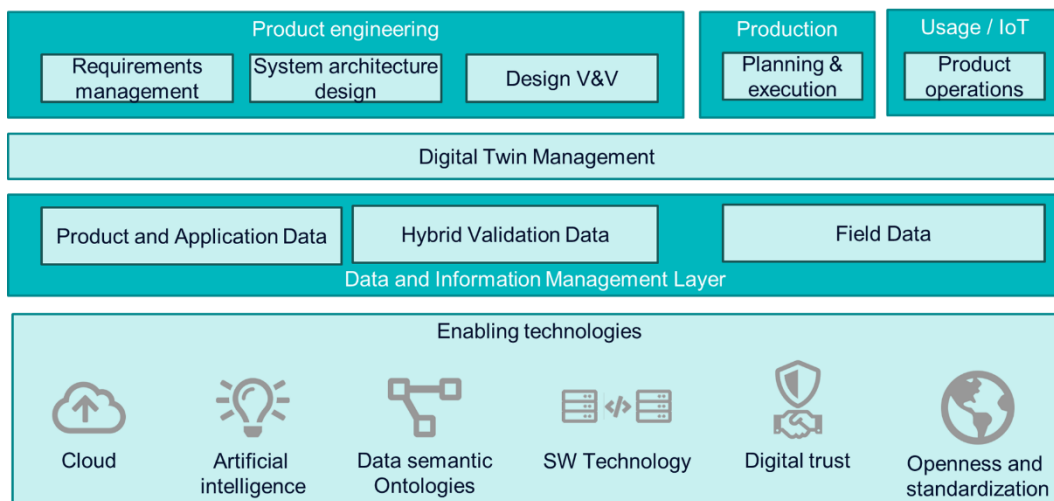 Product engineering
Requirements
management
System architecture
design
Design V&V
Production
Planning &
execution
Usage / IoT
Product
operations
Digital Twin Management
Product and Application Data
Hybrid Validation Data
Field Data
Data and Information Management Layer
Enabling technologies
</>
Cloud
Artificial
intelligence
Data semantic
Ontologies
SW Technology
Digital trust
Openness and
standardization